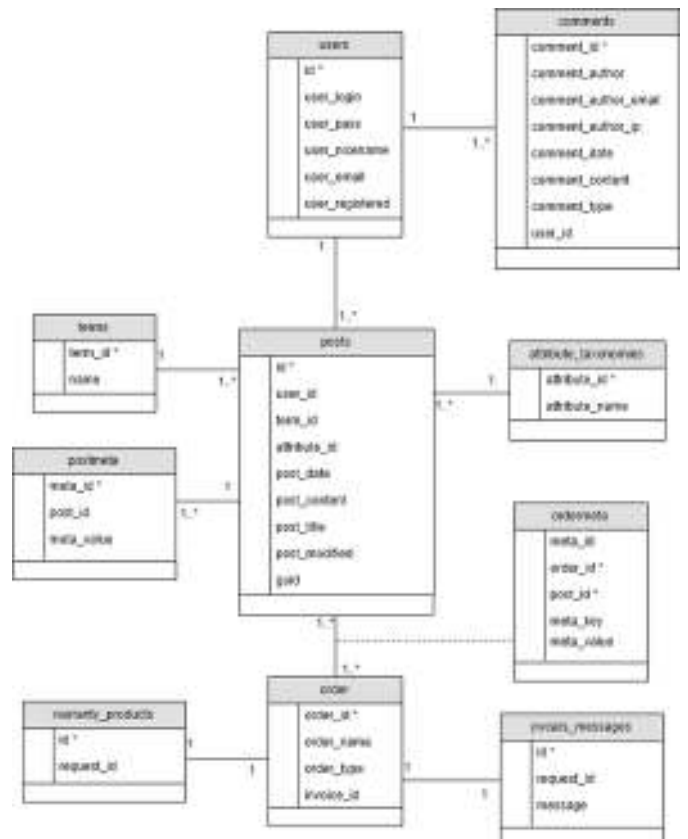 users
id *
user_login
user_pass
user_nicename
user_email
user_registered
comments
comment_id *
comment_author
comment_author_email
comment_author_ip
comment_date
comment_content
comment_type
user_id
1
1..*
1
1..*
terms
term_id *
name
1
1..*
posts
id *
user_id
term_id
attribute_id
post_date
post_content
post_title
post_modified
guid
attribute_taxonomies
attribute_id *
attribute_name
1
1..*
postmeta
meta_id *
post_id
meta_value
1
1..*
ordermeta
meta_id
order_id *
post_id *
meta_key
meta_value
1..*
1..*
warranty_products
id *
request_id
1
1
order
order_id *
order_name
order_type
invoice_id
1
1
messages
id *
request_id
message